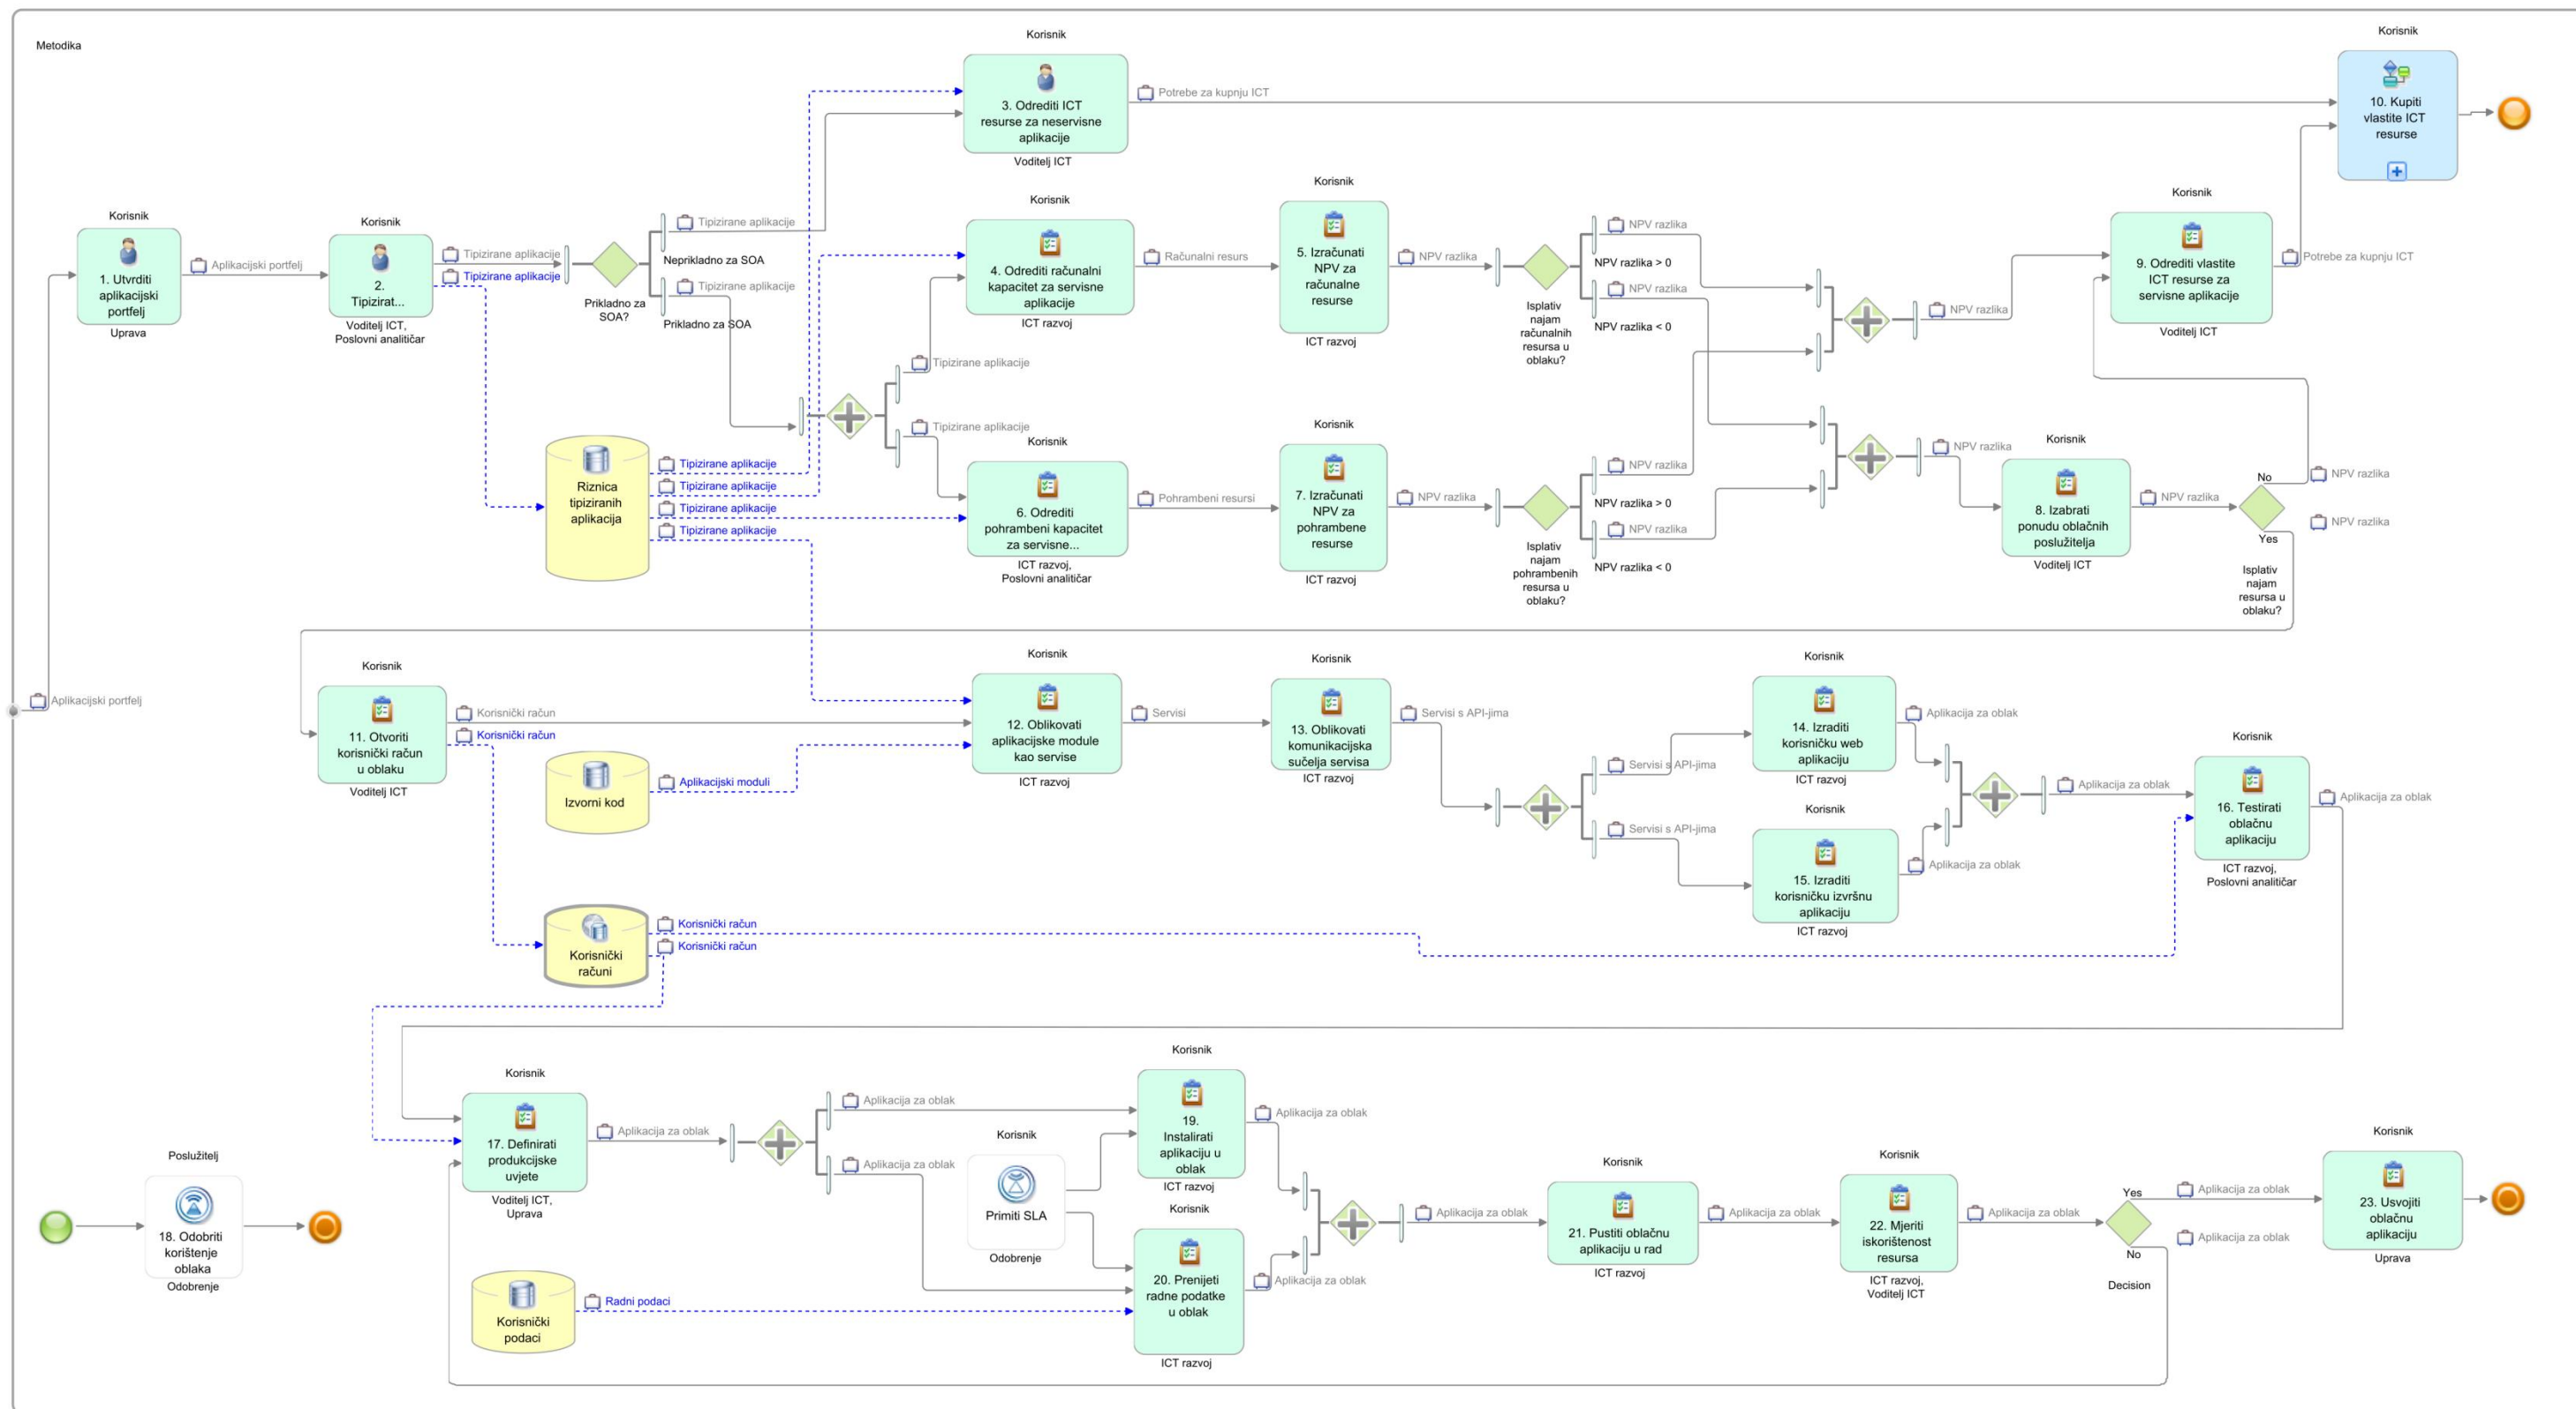 Metodika
Korisnik
3. Odrediti ICT
resurse za neservisne
aplikacije
Voditelj ICT
Potrebe za kupnju ICT
Korisnik
10. Kupiti
vlastite ICT
resurse
Korisnik
1. Utvrditi
aplikacijski
portfelj
Uprava
Aplikacijski portfelj
Korisnik
2.
Tipizirat...
Voditelj ICT,
Poslovni analitičar
Tipizirane aplikacije
Tipizirane aplikacije
Prikladno za
SOA?
Tipizirane aplikacije
Neprikladno za SOA
Tipizirane aplikacije
Prikladno za SOA
Korisnik
4. Odrediti računalni
kapacitet za servisne
aplikacije
ICT razvoj
Računalni resurs
Korisnik
5. Izračunati
NPV za
računalne
resurse
ICT razvoj
NPV razlika
Isplativ
najam
računalnih
resursa u
oblaku?
NPV razlika
NPV razlika > 0
NPV razlika
NPV razlika < 0
NPV razlika
Korisnik
9. Odrediti vlastite
ICT resurse za
servisne aplikacije
Voditelj ICT
Potrebe za kupnju ICT
Tipizirane aplikacije
Tipizirane aplikacije
Riznica
tipiziranih
aplikacija
Tipizirane aplikacije
Tipizirane aplikacije
Tipizirane aplikacije
Tipizirane aplikacije
Korisnik
6. Odrediti
pohrambeni kapacitet
za servisne...
ICT razvoj,
Poslovni analitičar
Pohrambeni resursi
Korisnik
7. Izračunati
NPV za
pohrambene
resurse
ICT razvoj
NPV razlika
Isplativ
najam
pohrambenih
resursa u
oblaku?
NPV razlika
NPV razlika > 0
NPV razlika
NPV razlika < 0
NPV razlika
Korisnik
8. Izabrati
ponudu oblačnih
poslužitelja
Voditelj ICT
NPV razlika
No
Yes
NPV razlika
NPV razlika
Isplativ
najam
resursa u
oblaku?
Aplikacijski portfelj
Korisnik
11. Otvoriti
korisnički račun
u oblaku
Voditelj ICT
Korisnički račun
Korisnički račun
Izvorni kod
Aplikacijski moduli
Korisnik
12. Oblikovati
aplikacijske module
kao servise
ICT razvoj
Servisi
Korisnik
13. Oblikovati
komunikacijska
sučelja servisa
ICT razvoj
Servisi s API-jima
Servisi s API-jima
Servisi s API-jima
Korisnik
14. Izraditi
korisničku web
aplikaciju
ICT razvoj
Aplikacija za oblak
Korisnik
15. Izraditi
korisničku izvršnu
aplikaciju
ICT razvoj
Aplikacija za oblak
Aplikacija za oblak
Korisnik
16. Testirati
oblačnu
aplikaciju
ICT razvoj,
Poslovni analitičar
Aplikacija za oblak
Korisnički
računi
Korisnički račun
Korisnički račun
Poslužitelj
18. Odobriti
korištenje
oblaka
Odobrenje
Korisnik
17. Definirati
produkcijske
uvjete
Voditelj ICT,
Uprava
Aplikacija za oblak
Aplikacija za oblak
Aplikacija za oblak
Korisnički
podaci
Radni podaci
Korisnik
Primiti SLA
Odobrenje
Korisnik
19.
Instalirati
aplikaciju u
oblak
ICT razvoj
Aplikacija za oblak
Korisnik
20. Prenijeti
radne podatke
u oblak
ICT razvoj
Aplikacija za oblak
Aplikacija za oblak
Korisnik
21. Pustiti oblačnu
aplikaciju u rad
ICT razvoj
Aplikacija za oblak
Korisnik
22. Mjeriti
iskorištenost
resursa
ICT razvoj,
Voditelj ICT
Aplikacija za oblak
Yes
No
Decision
Aplikacija za oblak
Aplikacija za oblak
Korisnik
23. Usvojiti
oblačnu
aplikaciju
Uprava